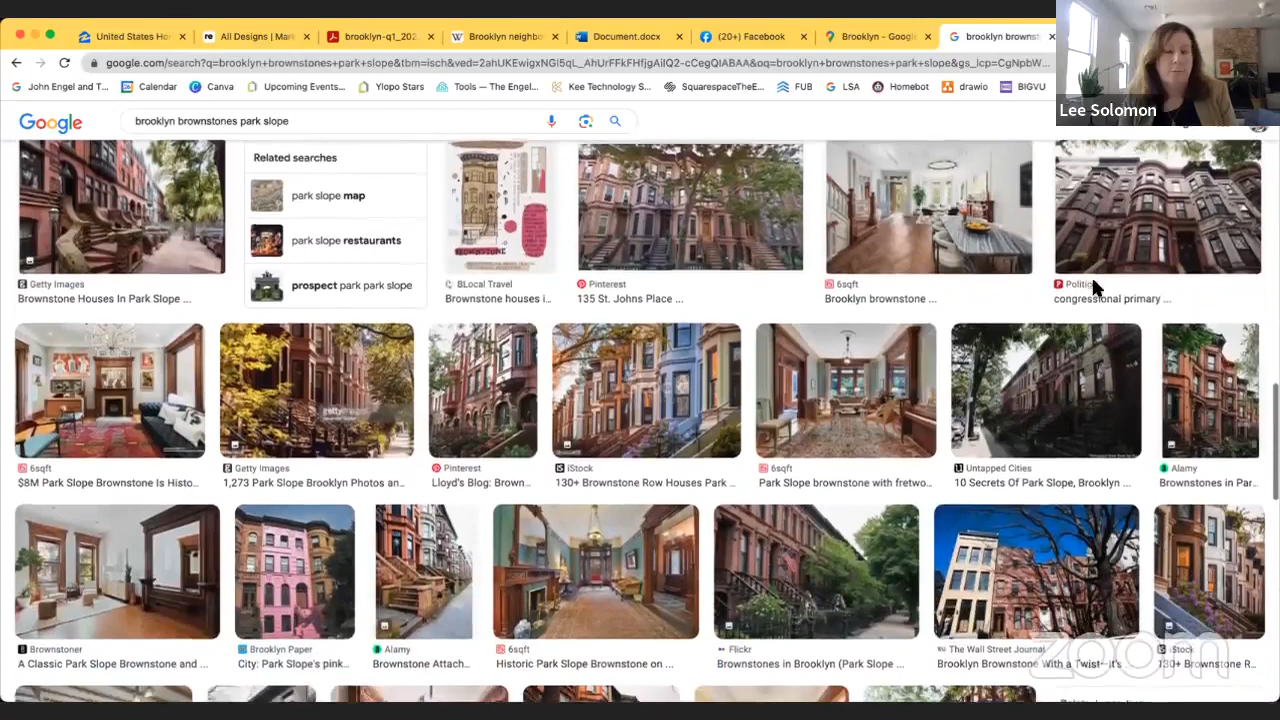 United States Hor
All Designs | Mark
brooklyn-q1_202
Brooklyn neighbo
Document.docx
(20+) Facebook
Brooklyn - Google
brooklyn browns
google.com/search?q=brooklyn+brownstones+park+slope&tbm=isch&ved=2ahUKEwigxNGl5qL_AhUrFFkFHfjgAiIQ2-cCegQIABAA&oq=brooklyn+brownstones+park+slope&gs_lcp=CgNpbW...
John Engel and T...
Calendar
Canva
Upcoming Events...
Ylopo Stars
Tools — The Engel...
Kee Technology S...
SquarespaceTheE...
FUB
LSA
Homebot
drawio
BIGVU
Lee Solomon
Google
brooklyn brownstones park slope
Related searches
park slope map
park slope restaurants
prospect park park slope
Getty Images
Brownstone Houses In Park Slope ...
BLocal Travel
Brownstone houses i...
Pinterest
135 St. Johns Place ...
6sqft
Brooklyn brownstone ...
congressional primary ...
6sqft
$8M Park Slope Brownstone Is Histo...
gettyimages
Getty Images
1,273 Park Slope Brooklyn Photos an...
Pinterest
Lloyd's Blog: Brown...
iStock
130+ Brownstone Row Houses Park ...
6sqft
Park Slope brownstone with fretwo...
Untapped Cities
10 Secrets Of Park Slope, Brooklyn ...
Alamy
Brownstones in Par...
Brownstoner
A Classic Park Slope Brownstone and ...
Brooklyn Paper
City: Park Slope's pink...
Alamy
Brownstone Attach...
6sqft
Historic Park Slope Brownstone on ...
Flickr
Brownstones in Brooklyn (Park Slope ...
The Wall Street Journal
Brooklyn Brownstone With a Twist—It's ...
iStock
130+ Brownstone R...
zoom